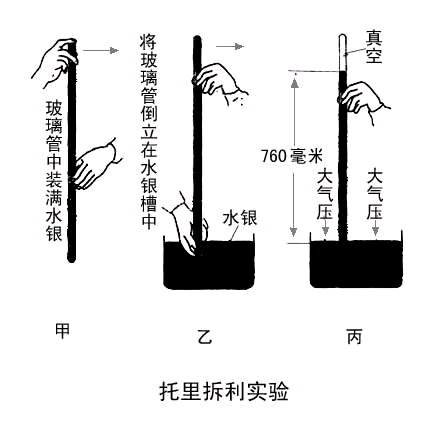 玻璃管中装满水银
将玻璃管倒立在水银槽中
水银
真空
760毫米
大气压
大气压
甲
乙
丙
托里拆利实验